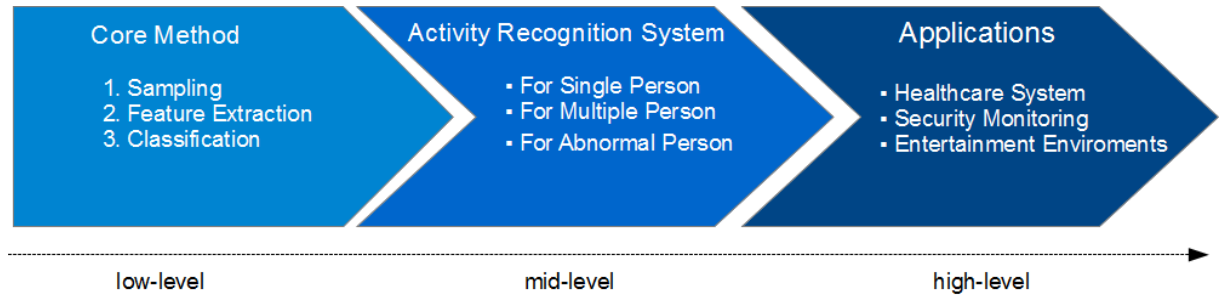 Core Method
1. Sampling
2. Feature Extraction
3. Classification
Activity Recognition System
▪ For Single Person
▪ For Multiple Person
▪ For Abnormal Person
Applications
▪ Healthcare System
▪ Security Monitoring
▪ Entertainment Enviroments
low-level
mid-level
high-level